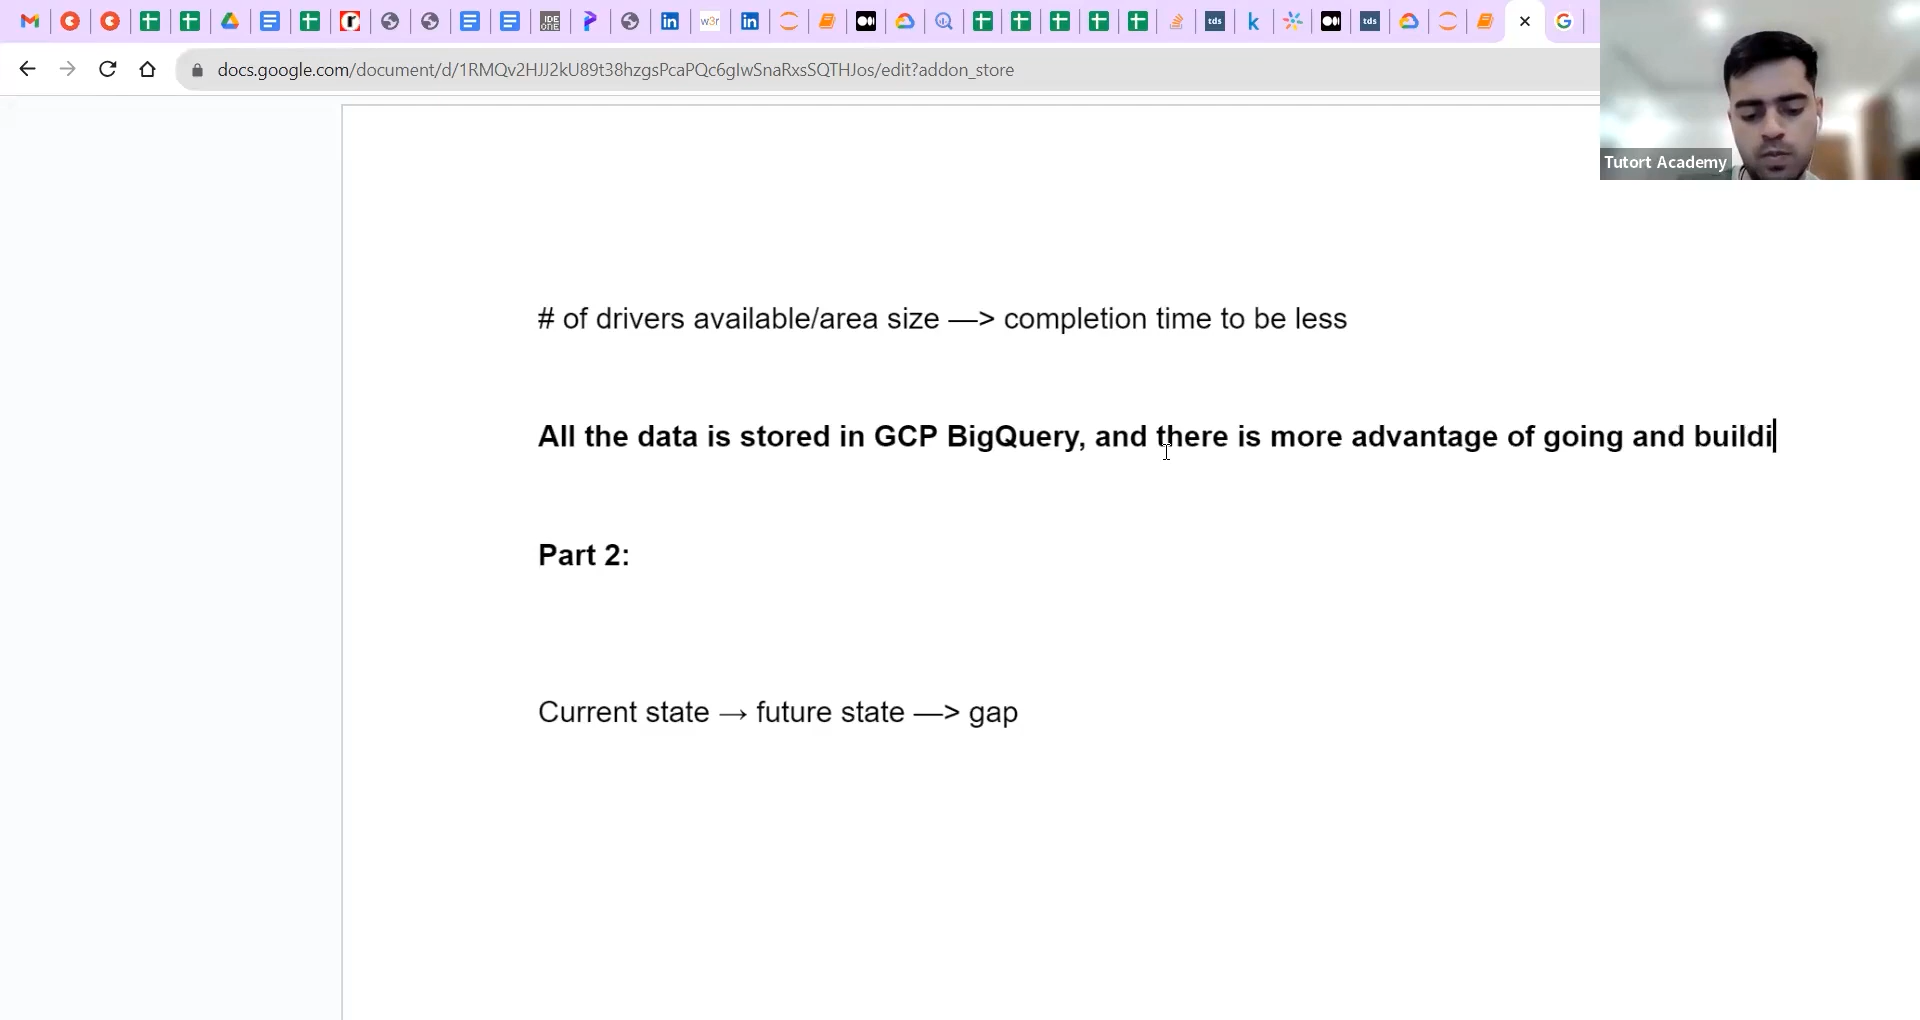 docs.google.com/document/d/1RMQv2HJJ2kU89t38hzgsPcaPQc6gIwSnaRxsSQTHJos/edit?addon_store
Tutort Academy
# of drivers available/area size —> completion time to be less
All the data is stored in GCP BigQuery, and there is more advantage of going and buildi
Part 2:
Current state → future state —> gap